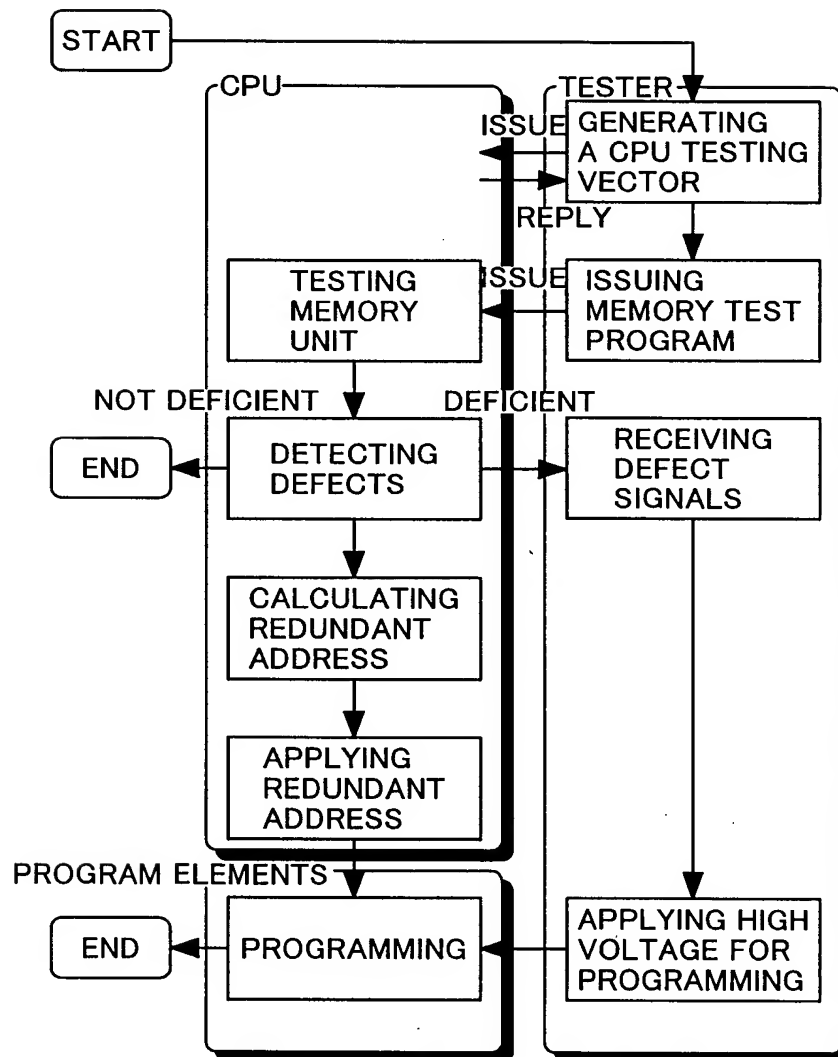 START
CPU
TESTER
ISSUE
GENERATING
A CPU TESTING
VECTOR
REPLY
TESTING
MEMORY
UNIT
ISSUE
ISSUING
MEMORY TEST
PROGRAM
NOT DEFICIENT
DEFICIENT
END
DETECTING
DEFECTS
RECEIVING
DEFECT
SIGNALS
CALCULATING
REDUNDANT
ADDRESS
APPLYING
REDUNDANT
ADDRESS
PROGRAM ELEMENTS
END
PROGRAMMING
APPLYING HIGH
VOLTAGE FOR
PROGRAMMING